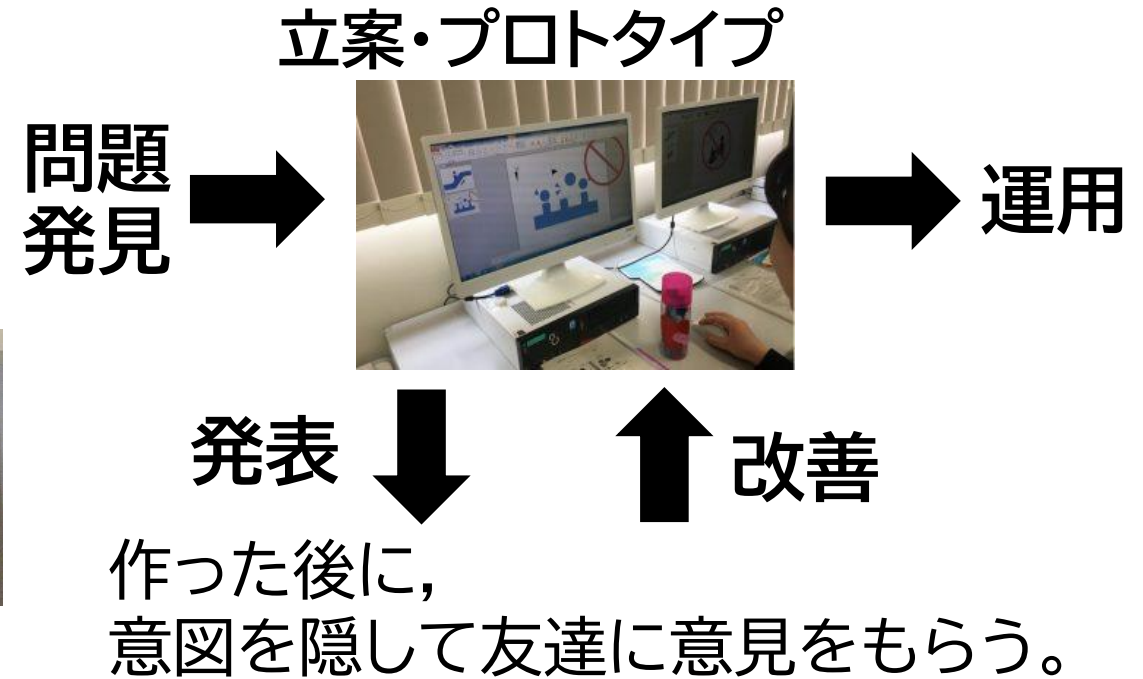 立案・プロトタイプ
問題
発見
運用
発表
改善
作った後に,
意図を隠して友達に意見をもらう。